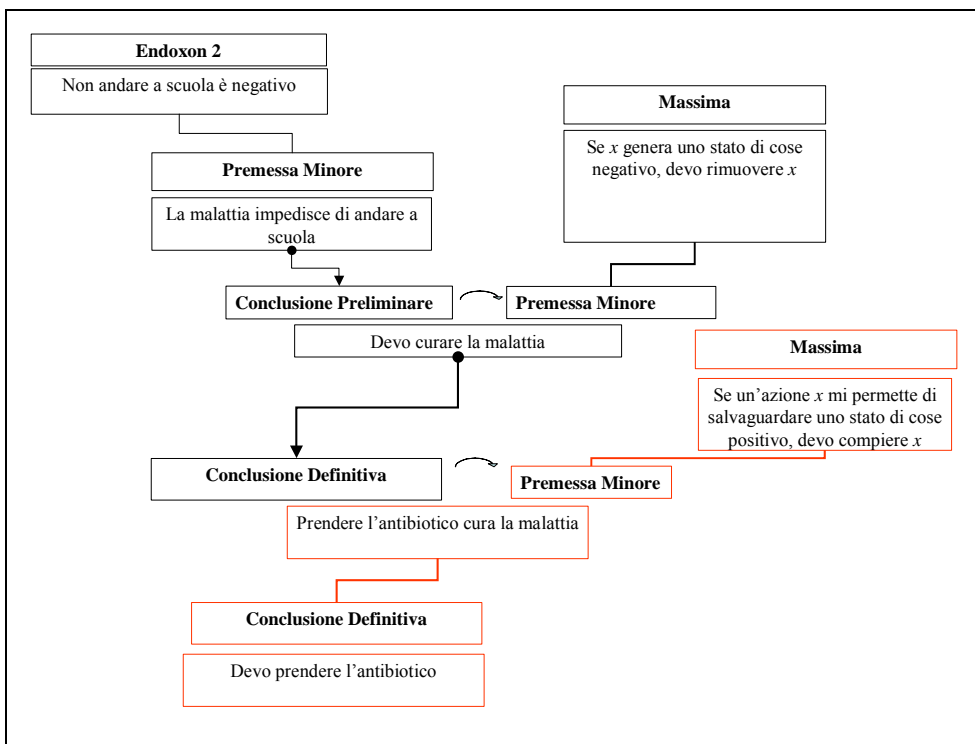 Endoxon 2
Non andare a scuola è negativo
Massima
Se x genera uno stato di cose
negativo, devo rimuovere x
Premessa Minore
La malattia impedisce di andare a
scuola
Conclusione Preliminare
Premessa Minore
Devo curare la malattia
Massima
Se un’azione x mi permette di
salvaguardare uno stato di cose
positivo, devo compiere x
Conclusione Definitiva
Premessa Minore
Prendere l’antibiotico cura la malattia
Conclusione Definitiva
Devo prendere l’antibiotico